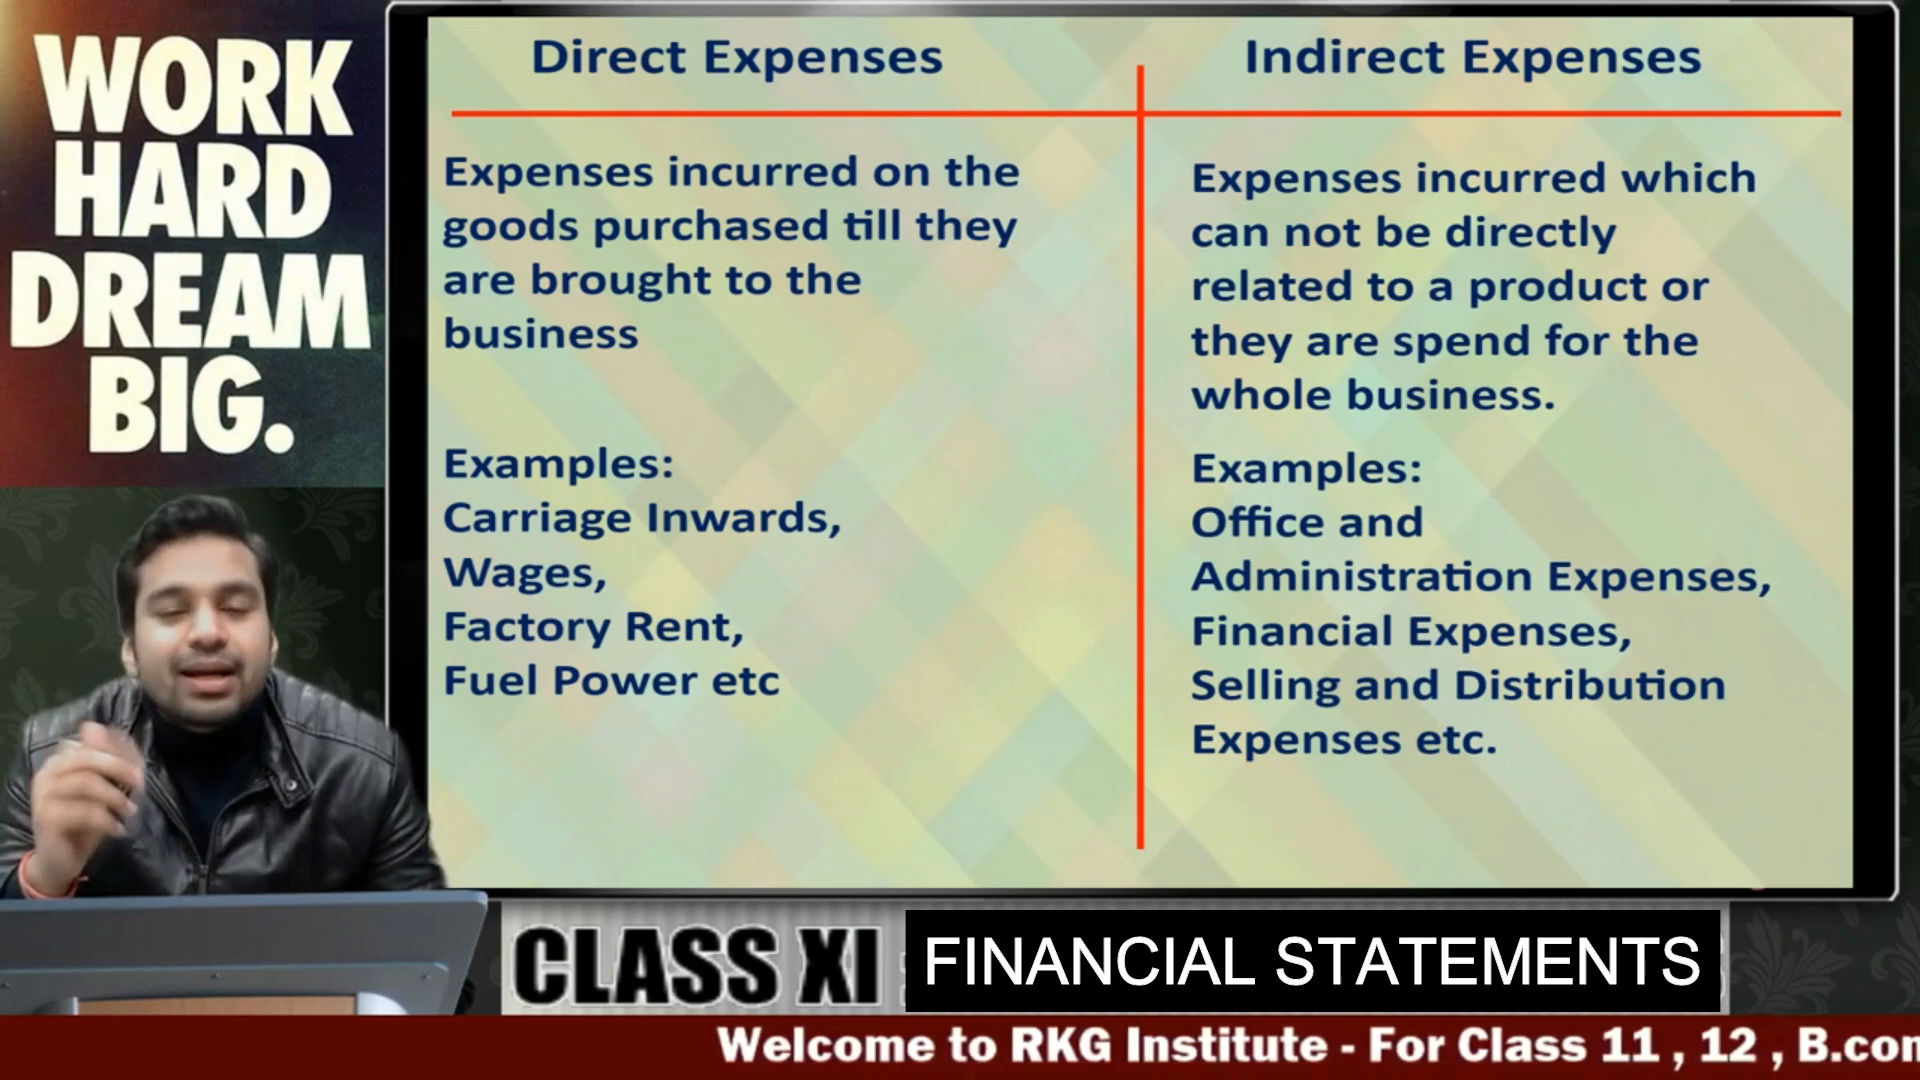 WORK
HARD
DREAM
BIG.
Direct Expenses
Indirect Expenses
Expenses incurred on the
goods purchased till they
are brought to the
business
Examples:
Carriage Inwards,
Wages,
Factory Rent,
Fuel Power etc
Expenses incurred which
can not be directly
related to a product or
they are spend for the
whole business.
Examples:
Office and
Administration Expenses,
Financial Expenses,
Selling and Distribution
Expenses etc.
CLASS XI
FINANCIAL STATEMENTS
Welcome to RKG Institute - For Class 11 , 12 ,